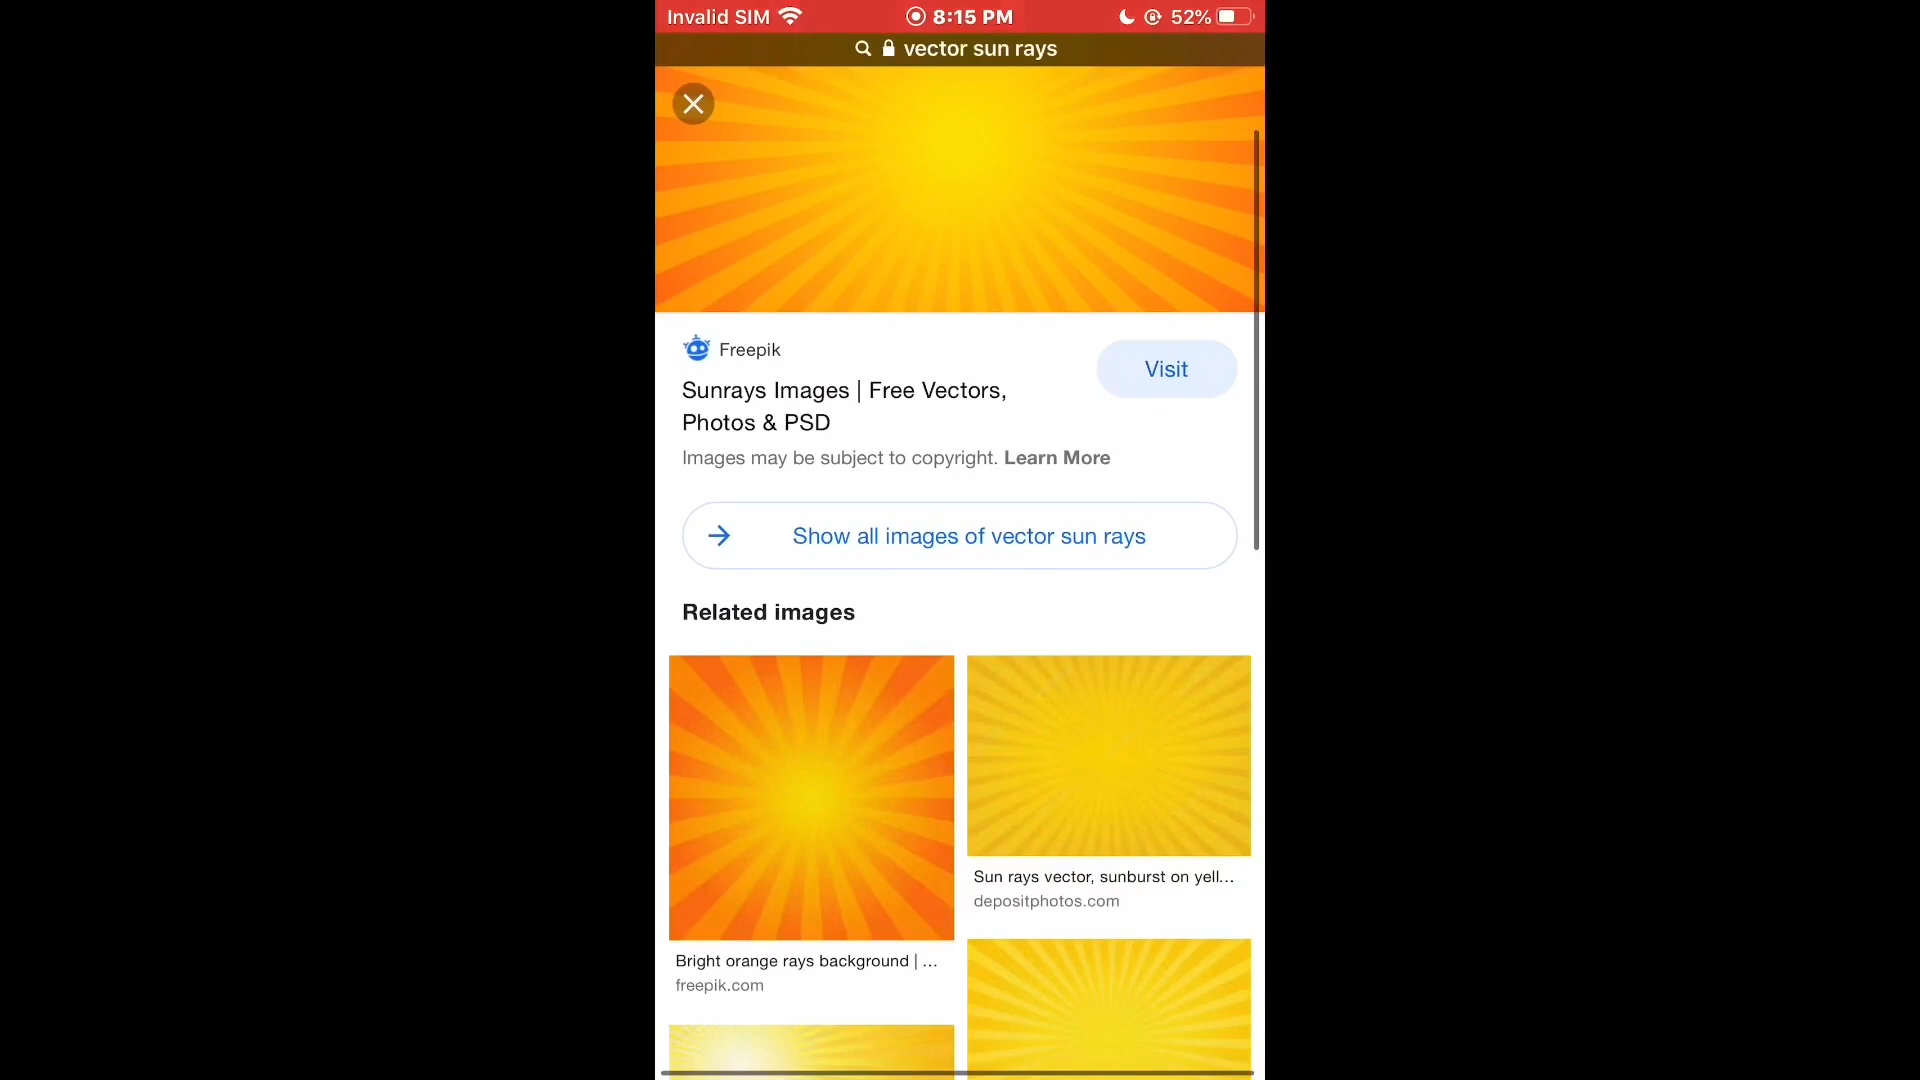 Invalid SIM 8:15 PM 52%
vector sun rays
Freepik
Visit
Sunrays Images | Free Vectors,
Photos & PSD
Images may be subject to copyright. Learn More
Show all images of vector sun rays
Related images
Sun rays vector, sunburst on yell...
depositphotos.com
Bright orange rays background | ...
freepik.com